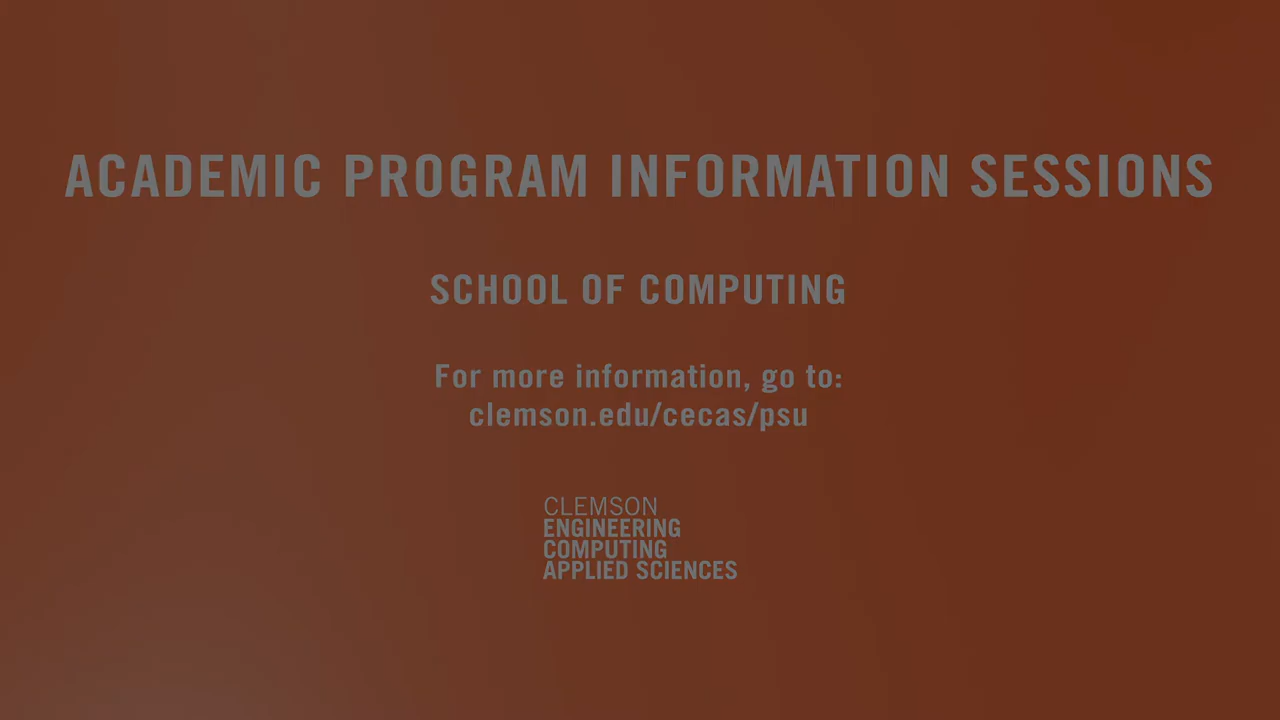 ACADEMIC PROGRAM INFORMATION SESSIONS
SCHOOL OF COMPUTING
For more information, go to:
clemson.edu/cecas/psu
CLEMSON
ENGINEERING
COMPUTING
APPLIED SCIENCES